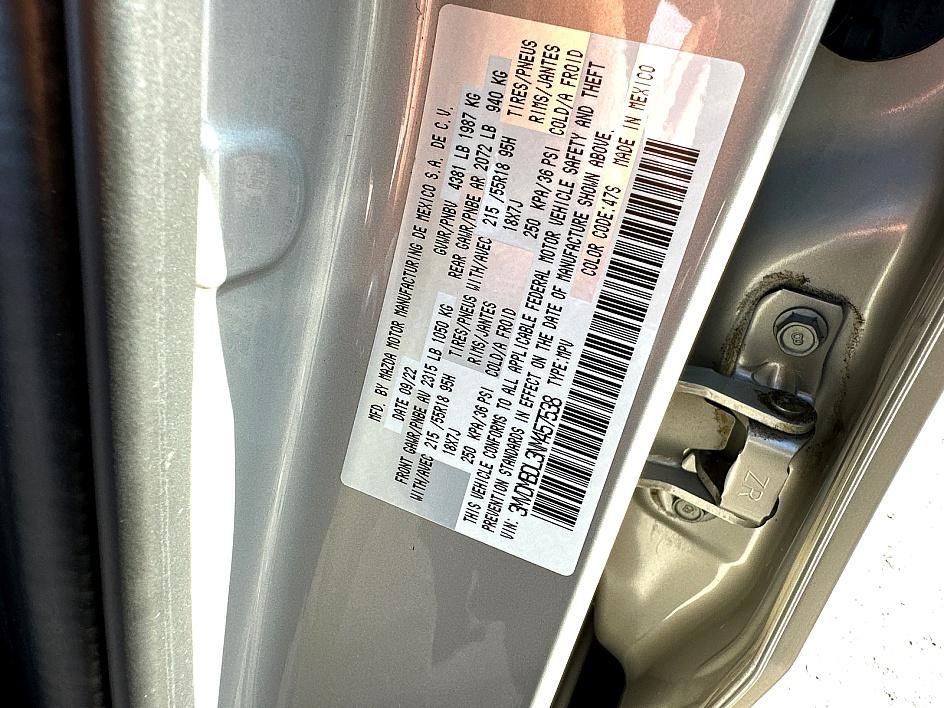 MFD. BY MAZDA MOTOR MANUFACTURING DE MEXICO S.A. DE C.V.
DATE 09/22 GVWR/PNBV 4381 LB 1987 KG
FRONT GAWR/PNBE AV 2315 LB 1050 KG REAR GAWR/PNBE AR 2072 LB 940 KG
WITH/AVEC 215 /55R18 95H TIRES/PNEUS WITH/AVEC 215 /55R18 95H TIRES/PNEUS
18X7J RIMS/JANTES 18X7J RIMS/JANTES
250 KPA/36 PSI COLD/A FROID 250 KPA/36 PSI COLD/A FROID
THIS VEHICLE CONFORMS TO ALL APPLICABLE FEDERAL MOTOR VEHICLE SAFETY AND THEFT
PREVENTION STANDARDS IN EFFECT ON THE DATE OF MANUFACTURE SHOWN ABOVE.
VIN: 3MVDMBDL3NM457538 TYPE:MPV COLOR CODE:47S MADE IN MEXICO
8
ZR